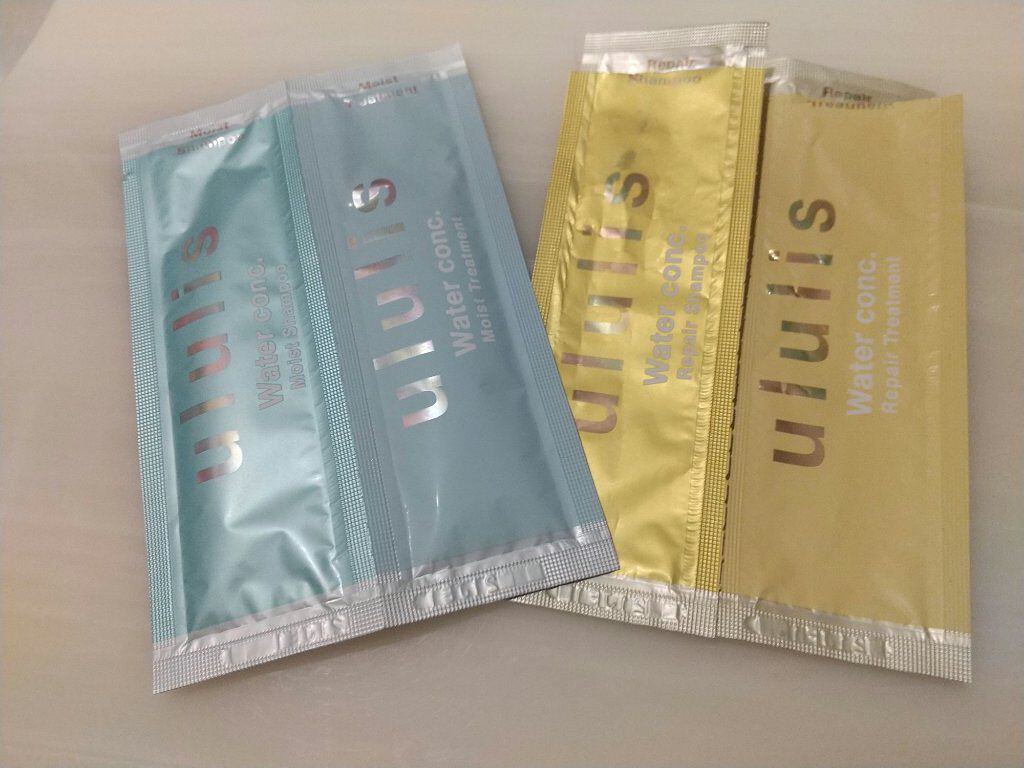 Moist
Shampoo
ululis
Water conc.
Moist Shampoo
Moist
Treatment
ululis
Water conc.
Moist Treatment
Repair
Shampoo
ululis
Water conc.
Repair Shampoo
Repair
Treatment
ululis
Water conc.
Repair Treatment